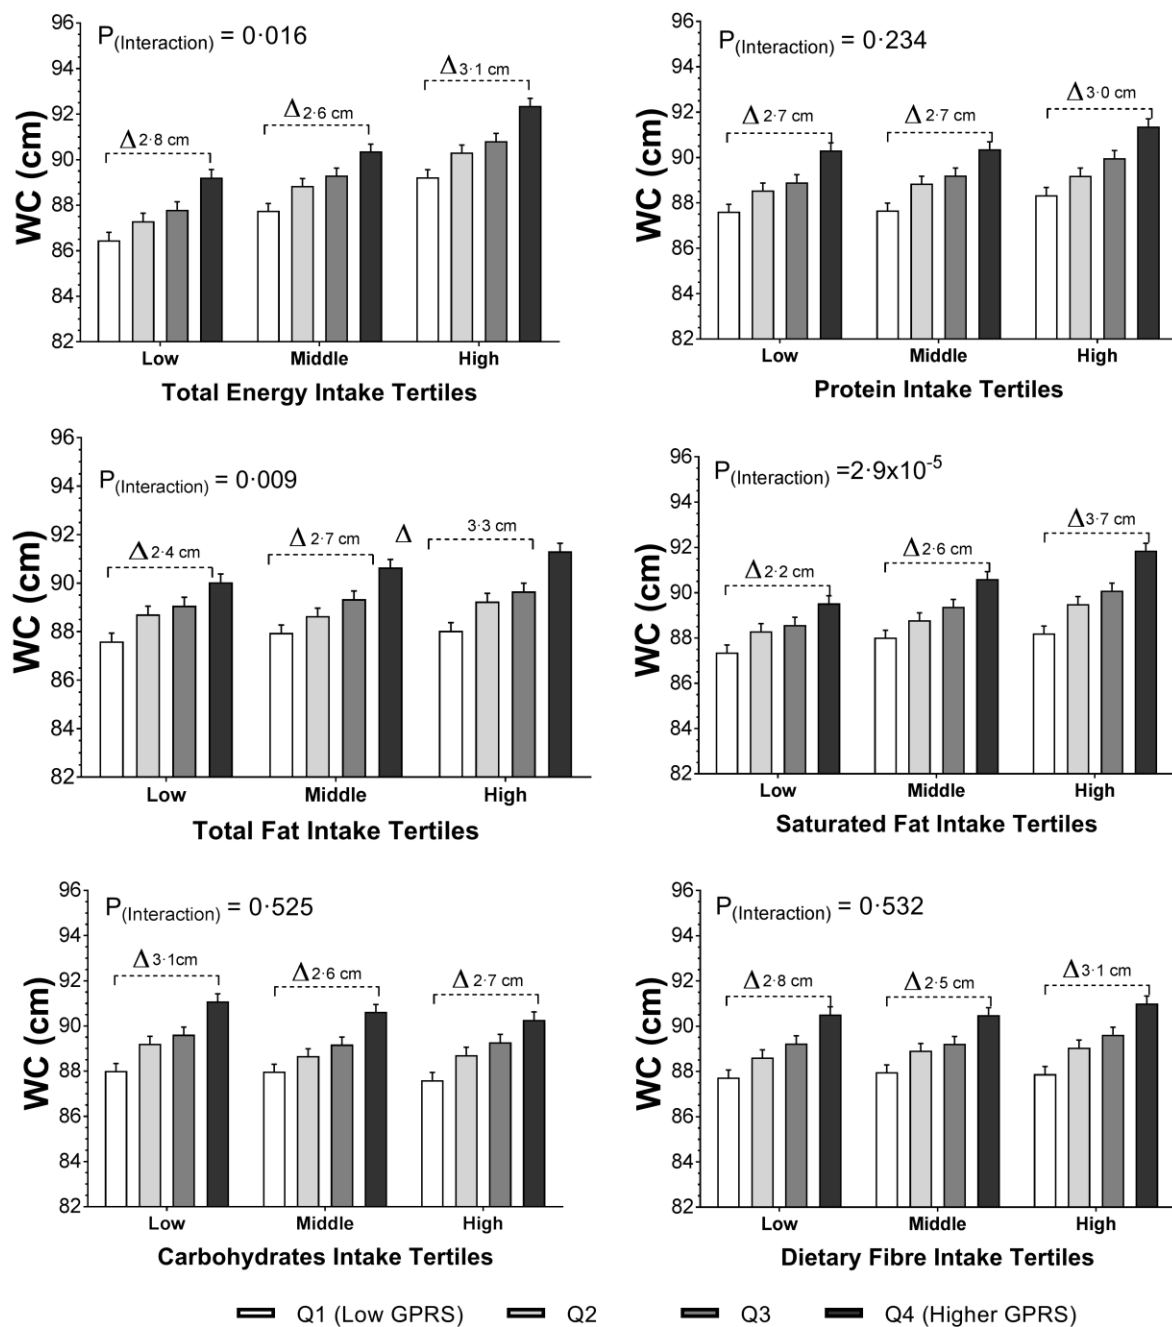 P(Interaction) = 0·016
Δ 2·8 cm
Δ 2·6 cm
Δ 3·1 cm
WC (cm)
96
94
92
90
88
86
84
82
Low Middle High
Total Energy Intake Tertiles
P(Interaction) = 0·234
Δ 2·7 cm
Δ 2·7 cm
Δ 3·0 cm
WC (cm)
96
94
92
90
88
86
84
82
Low Middle High
Protein Intake Tertiles
P(Interaction) = 0·009
Δ 2·4 cm
Δ 2·7 cm
Δ 3·3 cm
WC (cm)
96
94
92
90
88
86
84
82
Low Middle High
Total Fat Intake Tertiles
P(Interaction) =2·9x10-5
Δ 2·2 cm
Δ 2·6 cm
Δ3·7 cm
WC (cm)
96
94
92
90
88
86
84
82
Low Middle High
Saturated Fat Intake Tertiles
P(Interaction) = 0·525
Δ 3·1cm
Δ 2·6 cm
Δ 2·7 cm
WC (cm)
96
94
92
90
88
86
84
82
Low Middle High
Carbohydrates Intake Tertiles
P(Interaction) = 0·532
Δ 2·8 cm
Δ 2·5 cm
Δ3·1 cm
WC (cm)
96
94
92
90
88
86
84
82
Low Middle High
Dietary Fibre Intake Tertiles
Q1 (Low GPRS) Q2 Q3 Q4 (Higher GPRS)